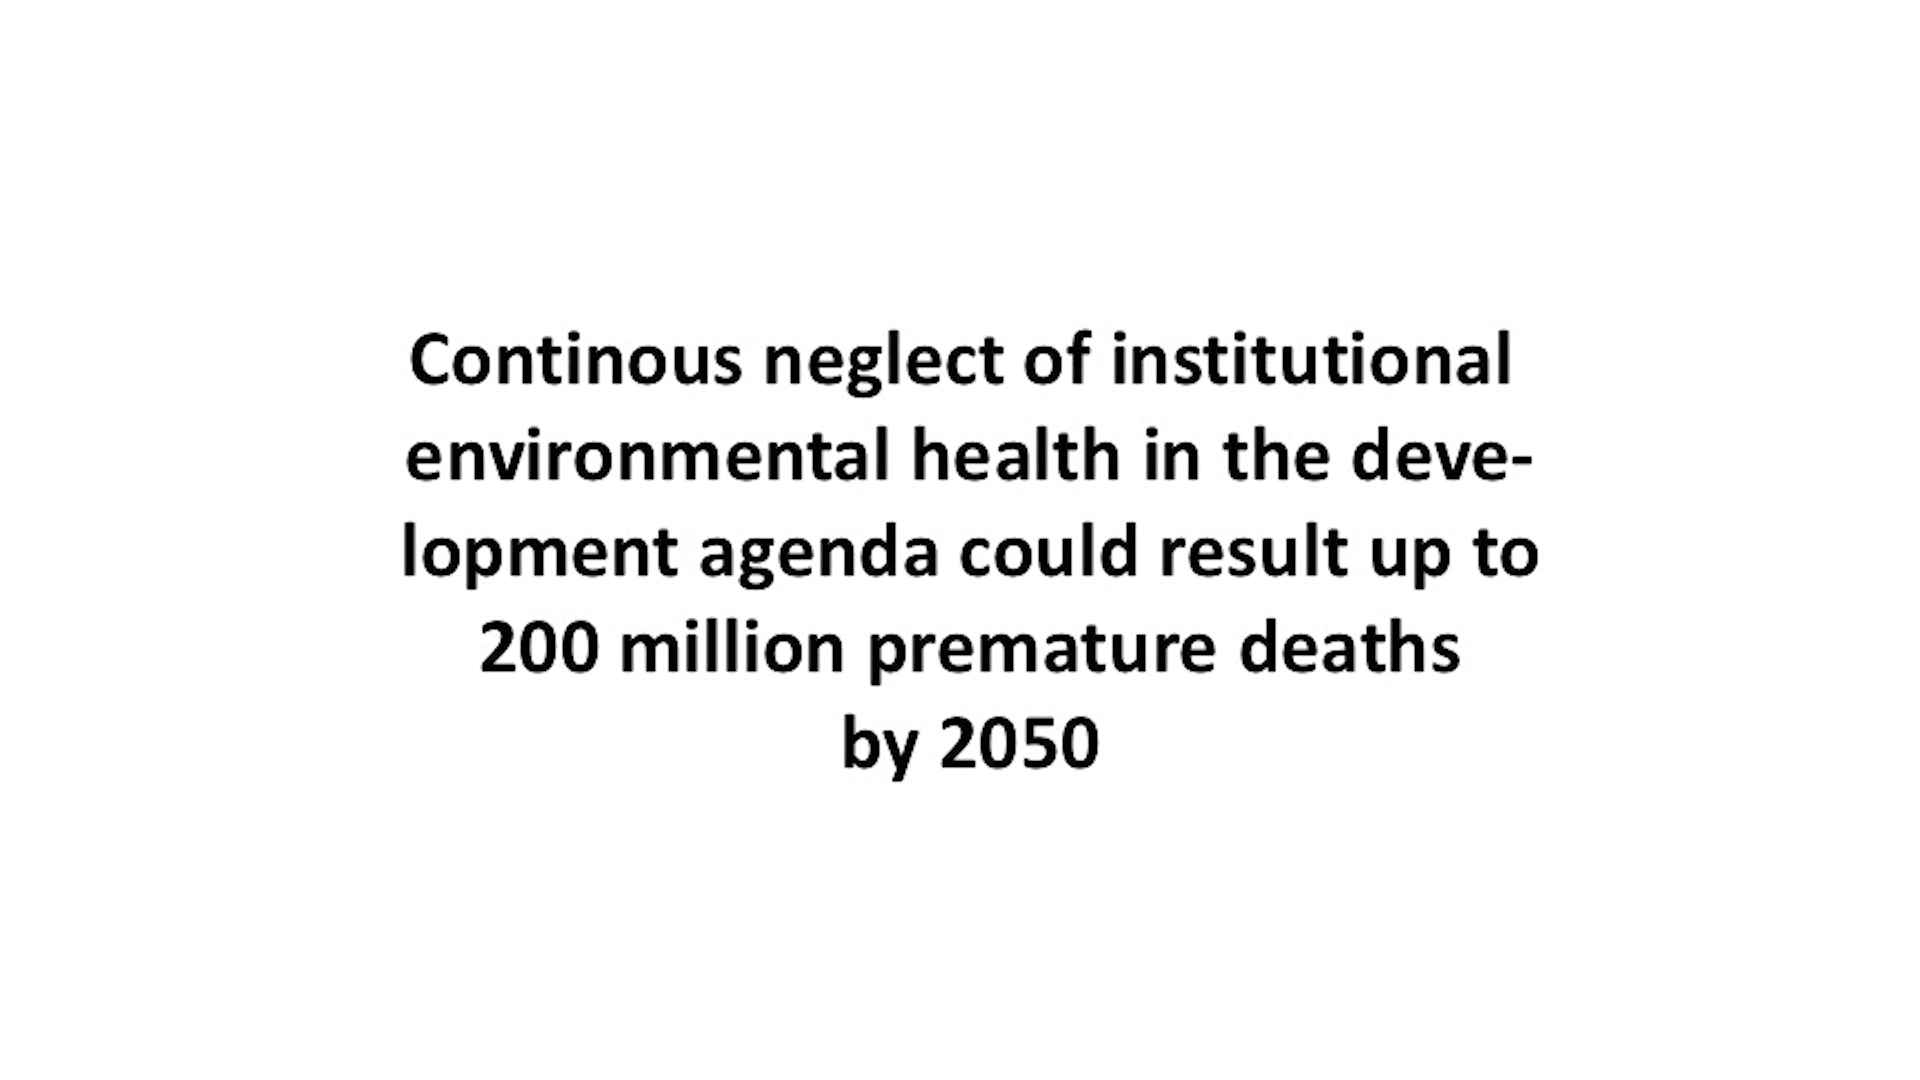 Continous neglect of institutional
environmental health in the deve-
lopment agenda could result up to
200 million premature deaths
by 2050